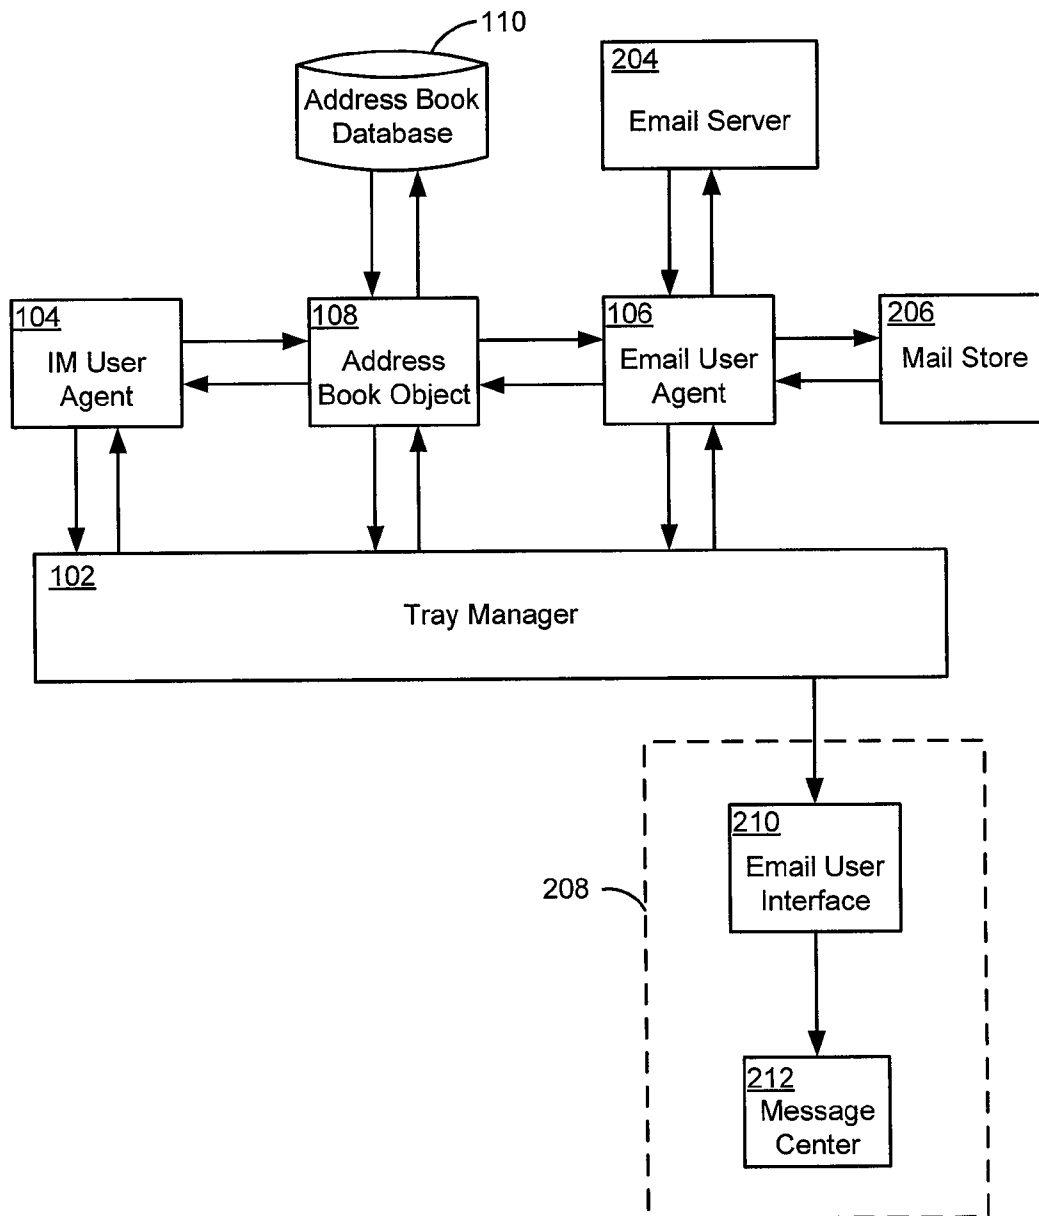 110
Address Book
Database
204
Email Server
104
IM User
Agent
108
Address
Book Object
106
Email User
Agent
206
Mail Store
102
Tray Manager
208
210
Email User
Interface
212
Message
Center